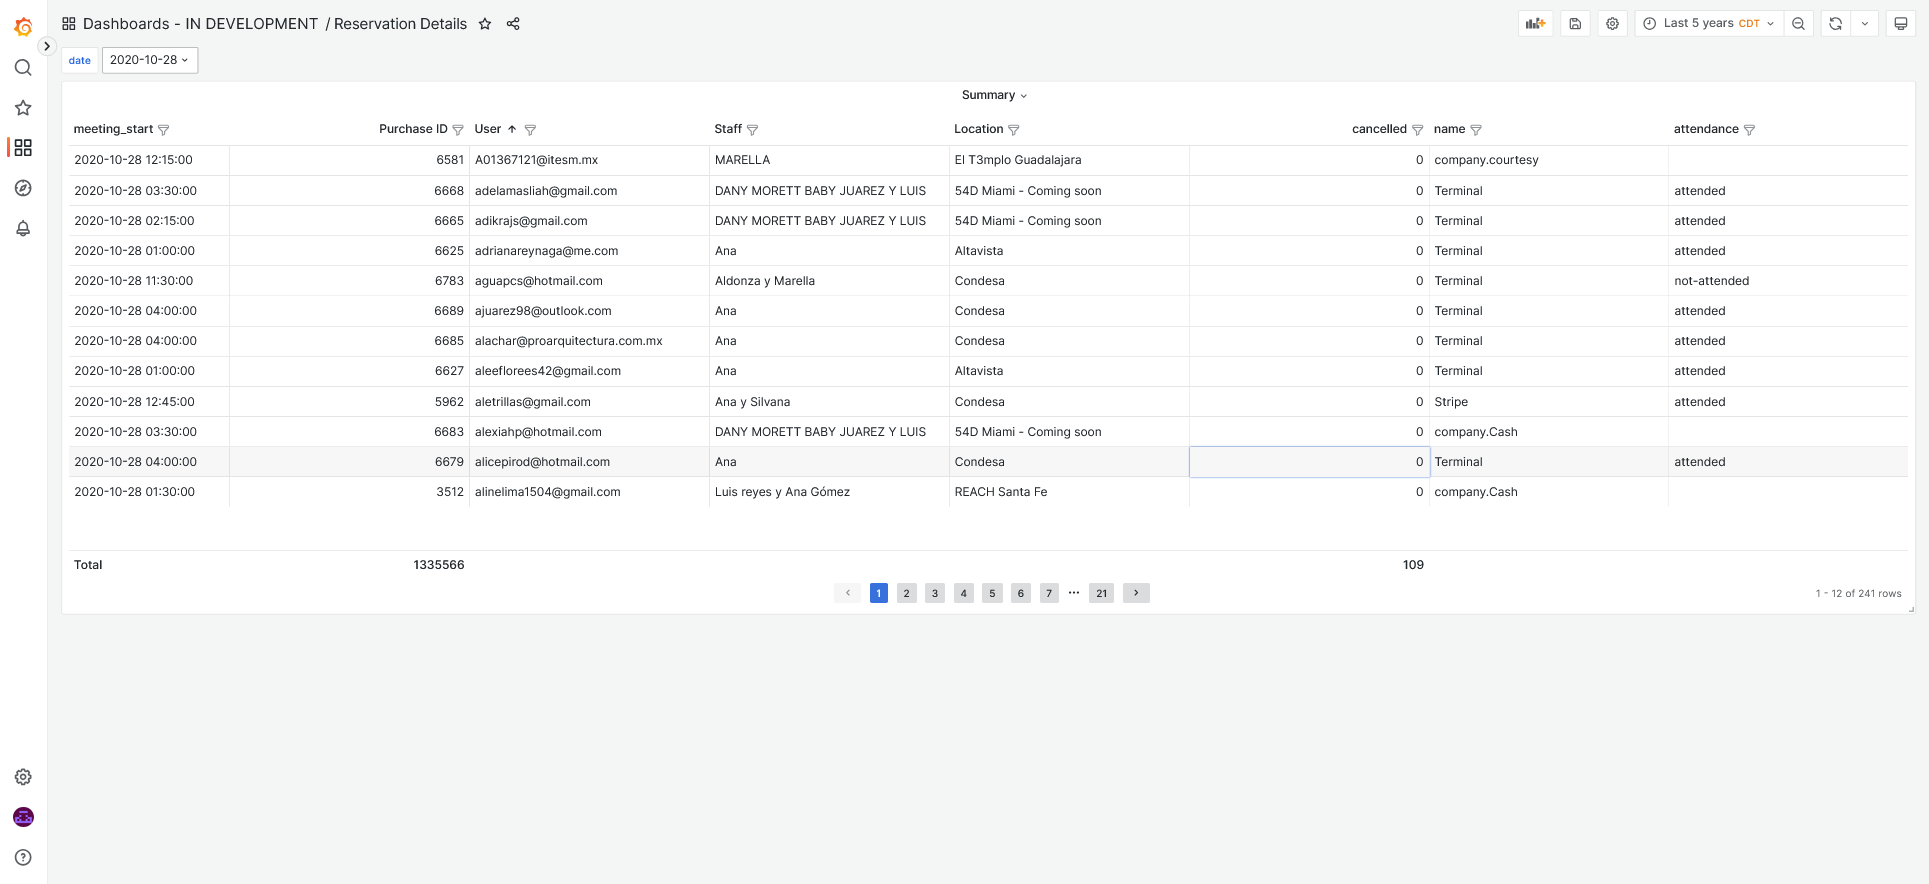 Dashboards - IN DEVELOPMENT / Reservation Details Last 5 years CDT
date 2020-10-28
Summary
meeting_start Purchase ID User Staff Location cancelled name attendance
2020-10-28 12:15:00 6581 A01367121@itesm.mx MARELLA El T3mplo Guadalajara 0 company.courtesy
2020-10-28 03:30:00 6668 adelamasliah@gmail.com DANY MORETT BABY JUAREZ Y LUIS 54D Miami - Coming soon 0 Terminal attended
2020-10-28 02:15:00 6665 adikrajs@gmail.com DANY MORETT BABY JUAREZ Y LUIS 54D Miami - Coming soon 0 Terminal attended
2020-10-28 01:00:00 6625 adrianareynaga@me.com Ana Altavista 0 Terminal attended
2020-10-28 11:30:00 6783 aguapcs@hotmail.com Aldonza y Marella Condesa 0 Terminal not-attended
2020-10-28 04:00:00 6689 ajuarez98@outlook.com Ana Condesa 0 Terminal attended
2020-10-28 04:00:00 6685 alachar@proarquitectura.com.mx Ana Condesa 0 Terminal attended
2020-10-28 01:00:00 6627 aleeflorees42@gmail.com Ana Altavista 0 Terminal attended
2020-10-28 12:45:00 5962 aletrillas@gmail.com Ana y Silvana Condesa 0 Stripe attended
2020-10-28 03:30:00 6683 alexiahp@hotmail.com DANY MORETT BABY JUAREZ Y LUIS 54D Miami - Coming soon 0 company.Cash
2020-10-28 04:00:00 6679 alicepirod@hotmail.com Ana Condesa 0 Terminal attended
2020-10-28 01:30:00 3512 alinelima1504@gmail.com Luis reyes y Ana Gómez REACH Santa Fe 0 company.Cash
Total 1335566 109
1 2 3 4 5 6 7 ... 21 1 - 12 of 241 rows